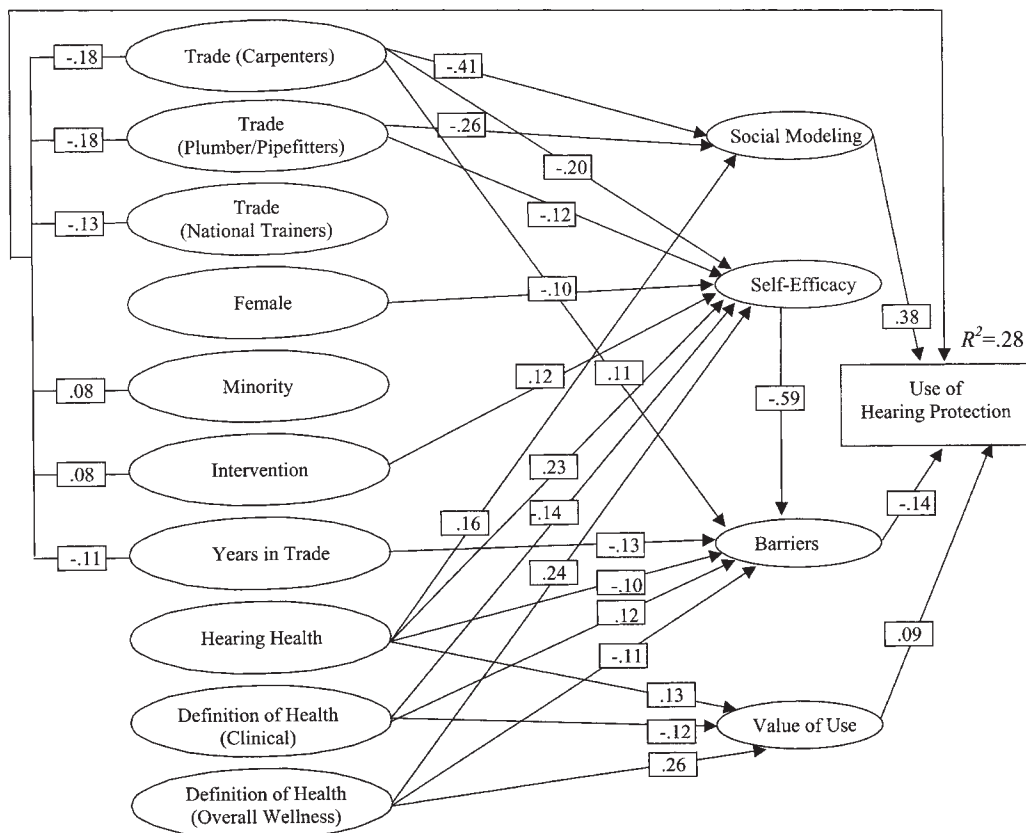 -.18
Trade (Carpenters)
-.41
-.18
Trade
(Plumber/Pipefitters)
-.26
Social Modeling
-.20
-.13
Trade
(National Trainers)
-.12
Female
-.10
Self-Efficacy
.38
R²=.28
.08
Minority
.12
.11
-.59
Use of
Hearing Protection
.08
Intervention
.23
-.14
.16
-.14
-.11
Years in Trade
-.13
Barriers
.24
-.10
.12
Hearing Health
-.11
.09
.13
Definition of Health
(Clinical)
-.12
Value of Use
.26
Definition of Health
(Overall Wellness)